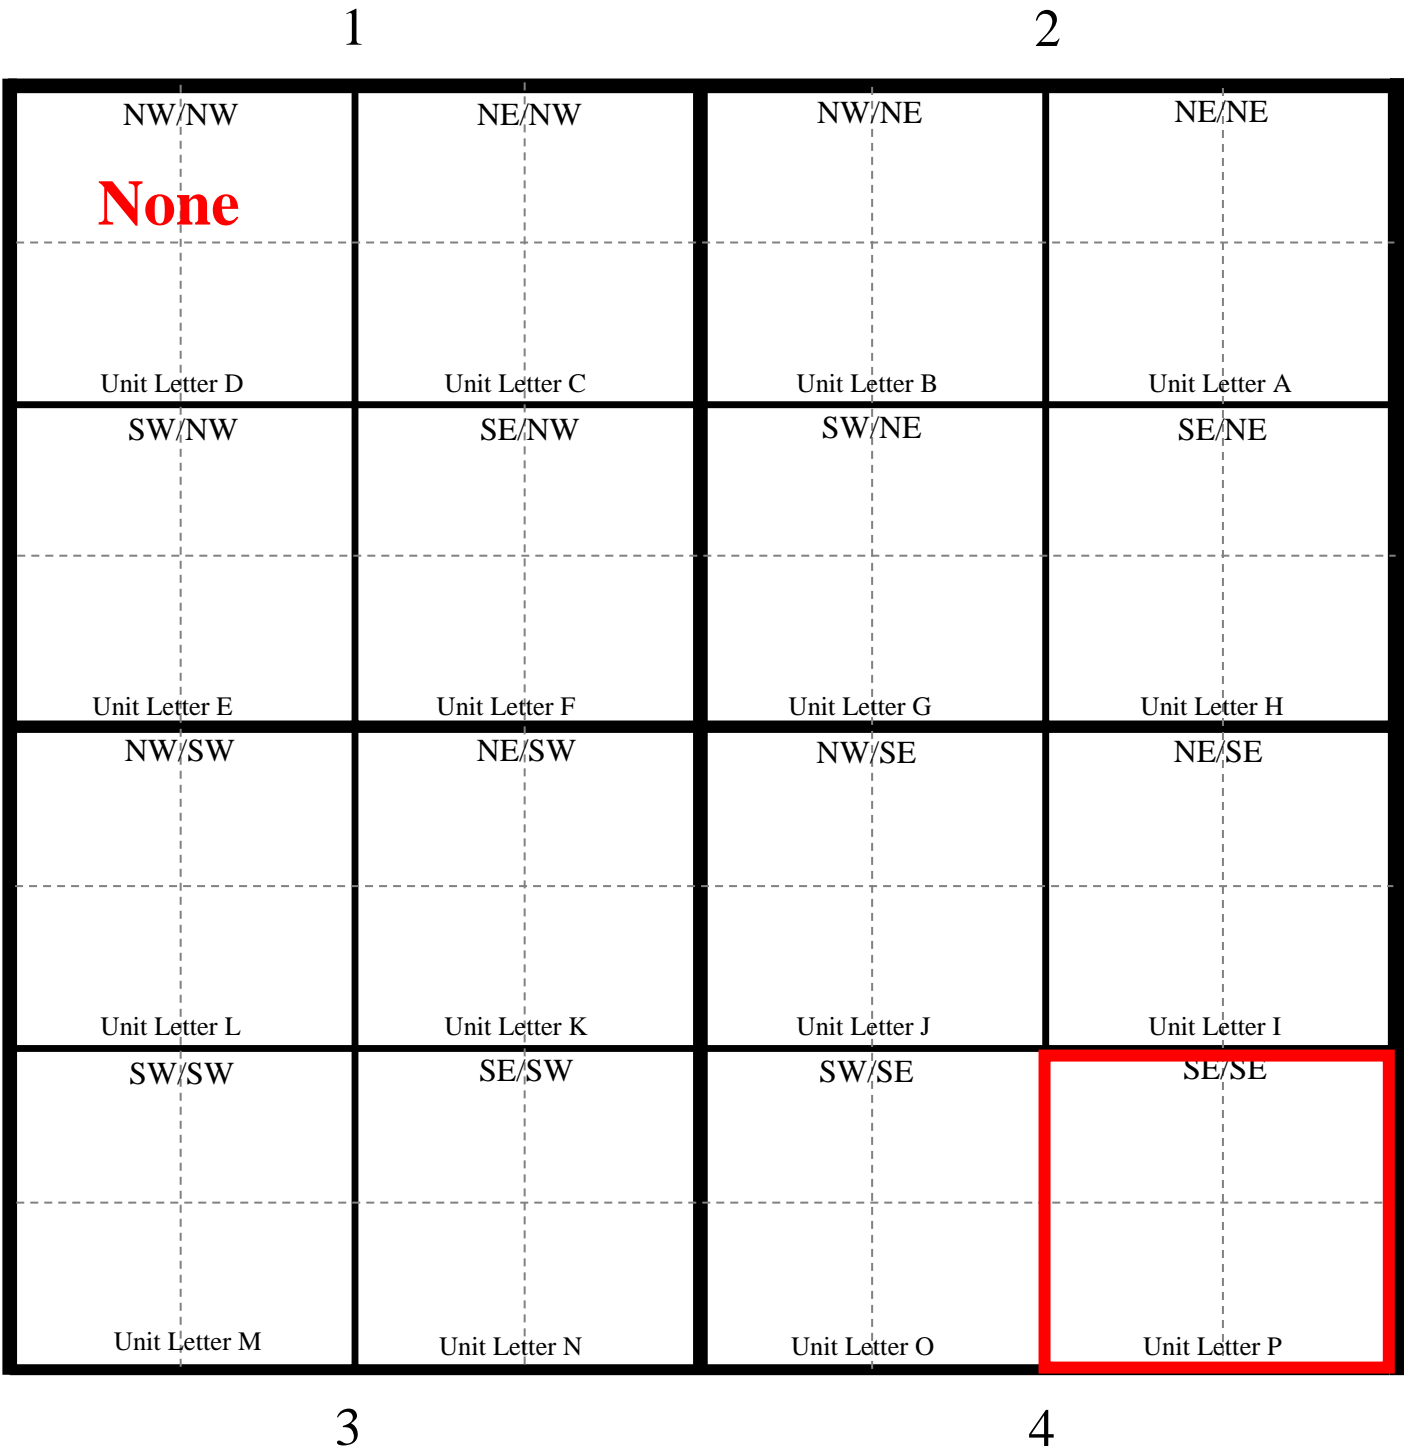 1 2
NW/NW NE/NW NW/NE NE/NE
None
Unit Letter D Unit Letter C Unit Letter B Unit Letter A
SW/NW SE/NW SW/NE SE/NE
Unit Letter E Unit Letter F Unit Letter G Unit Letter H
NW/SW NE/SW NW/SE NE/SE
Unit Letter L Unit Letter K Unit Letter J Unit Letter I
SW/SW SE/SW SW/SE SE/SE
Unit Letter M Unit Letter N Unit Letter O Unit Letter P
3 4